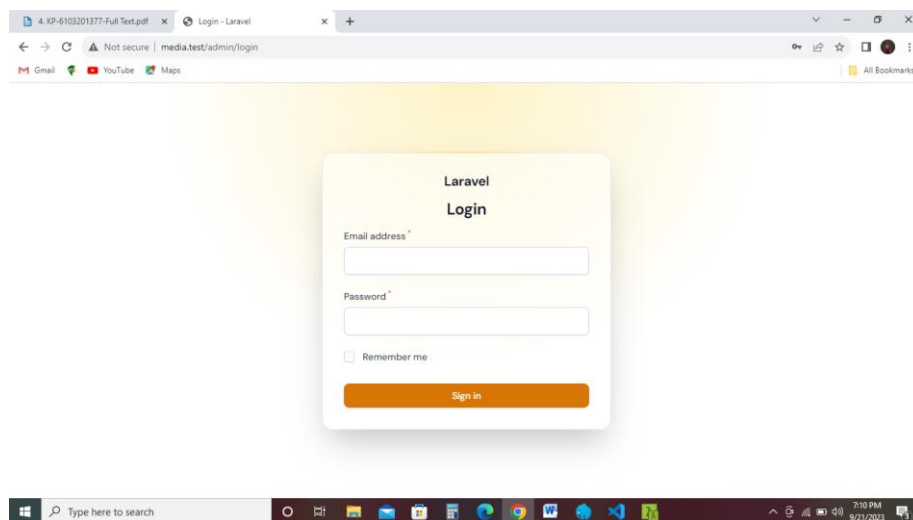 4. KP-6103201377-Full Text.pdf
Login - Laravel
Not secure | media.test/admin/login
Gmail
YouTube
Maps
All Bookmarks
Laravel
Login
Email address*
Password*
Remember me
Sign in
Type here to search
7:10 PM
9/21/2023